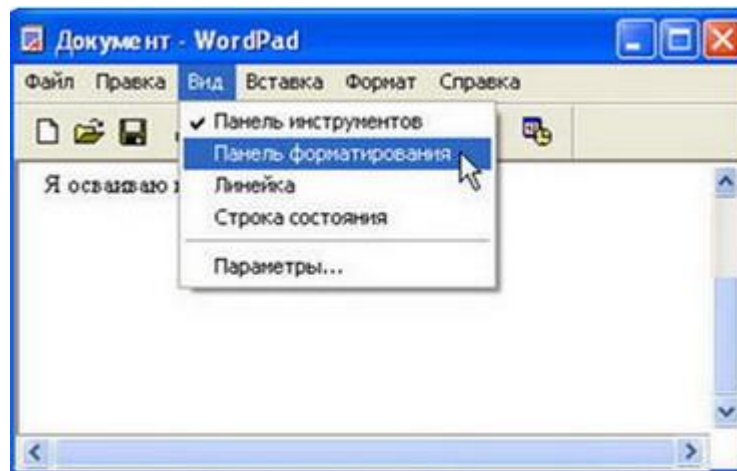 Документ - WordPad
Файл Правка Вид Вставка Формат Справка
Панель инструментов
Панель форматирования
Я осваиваю
Линейка
Строка состояния
Параметры...